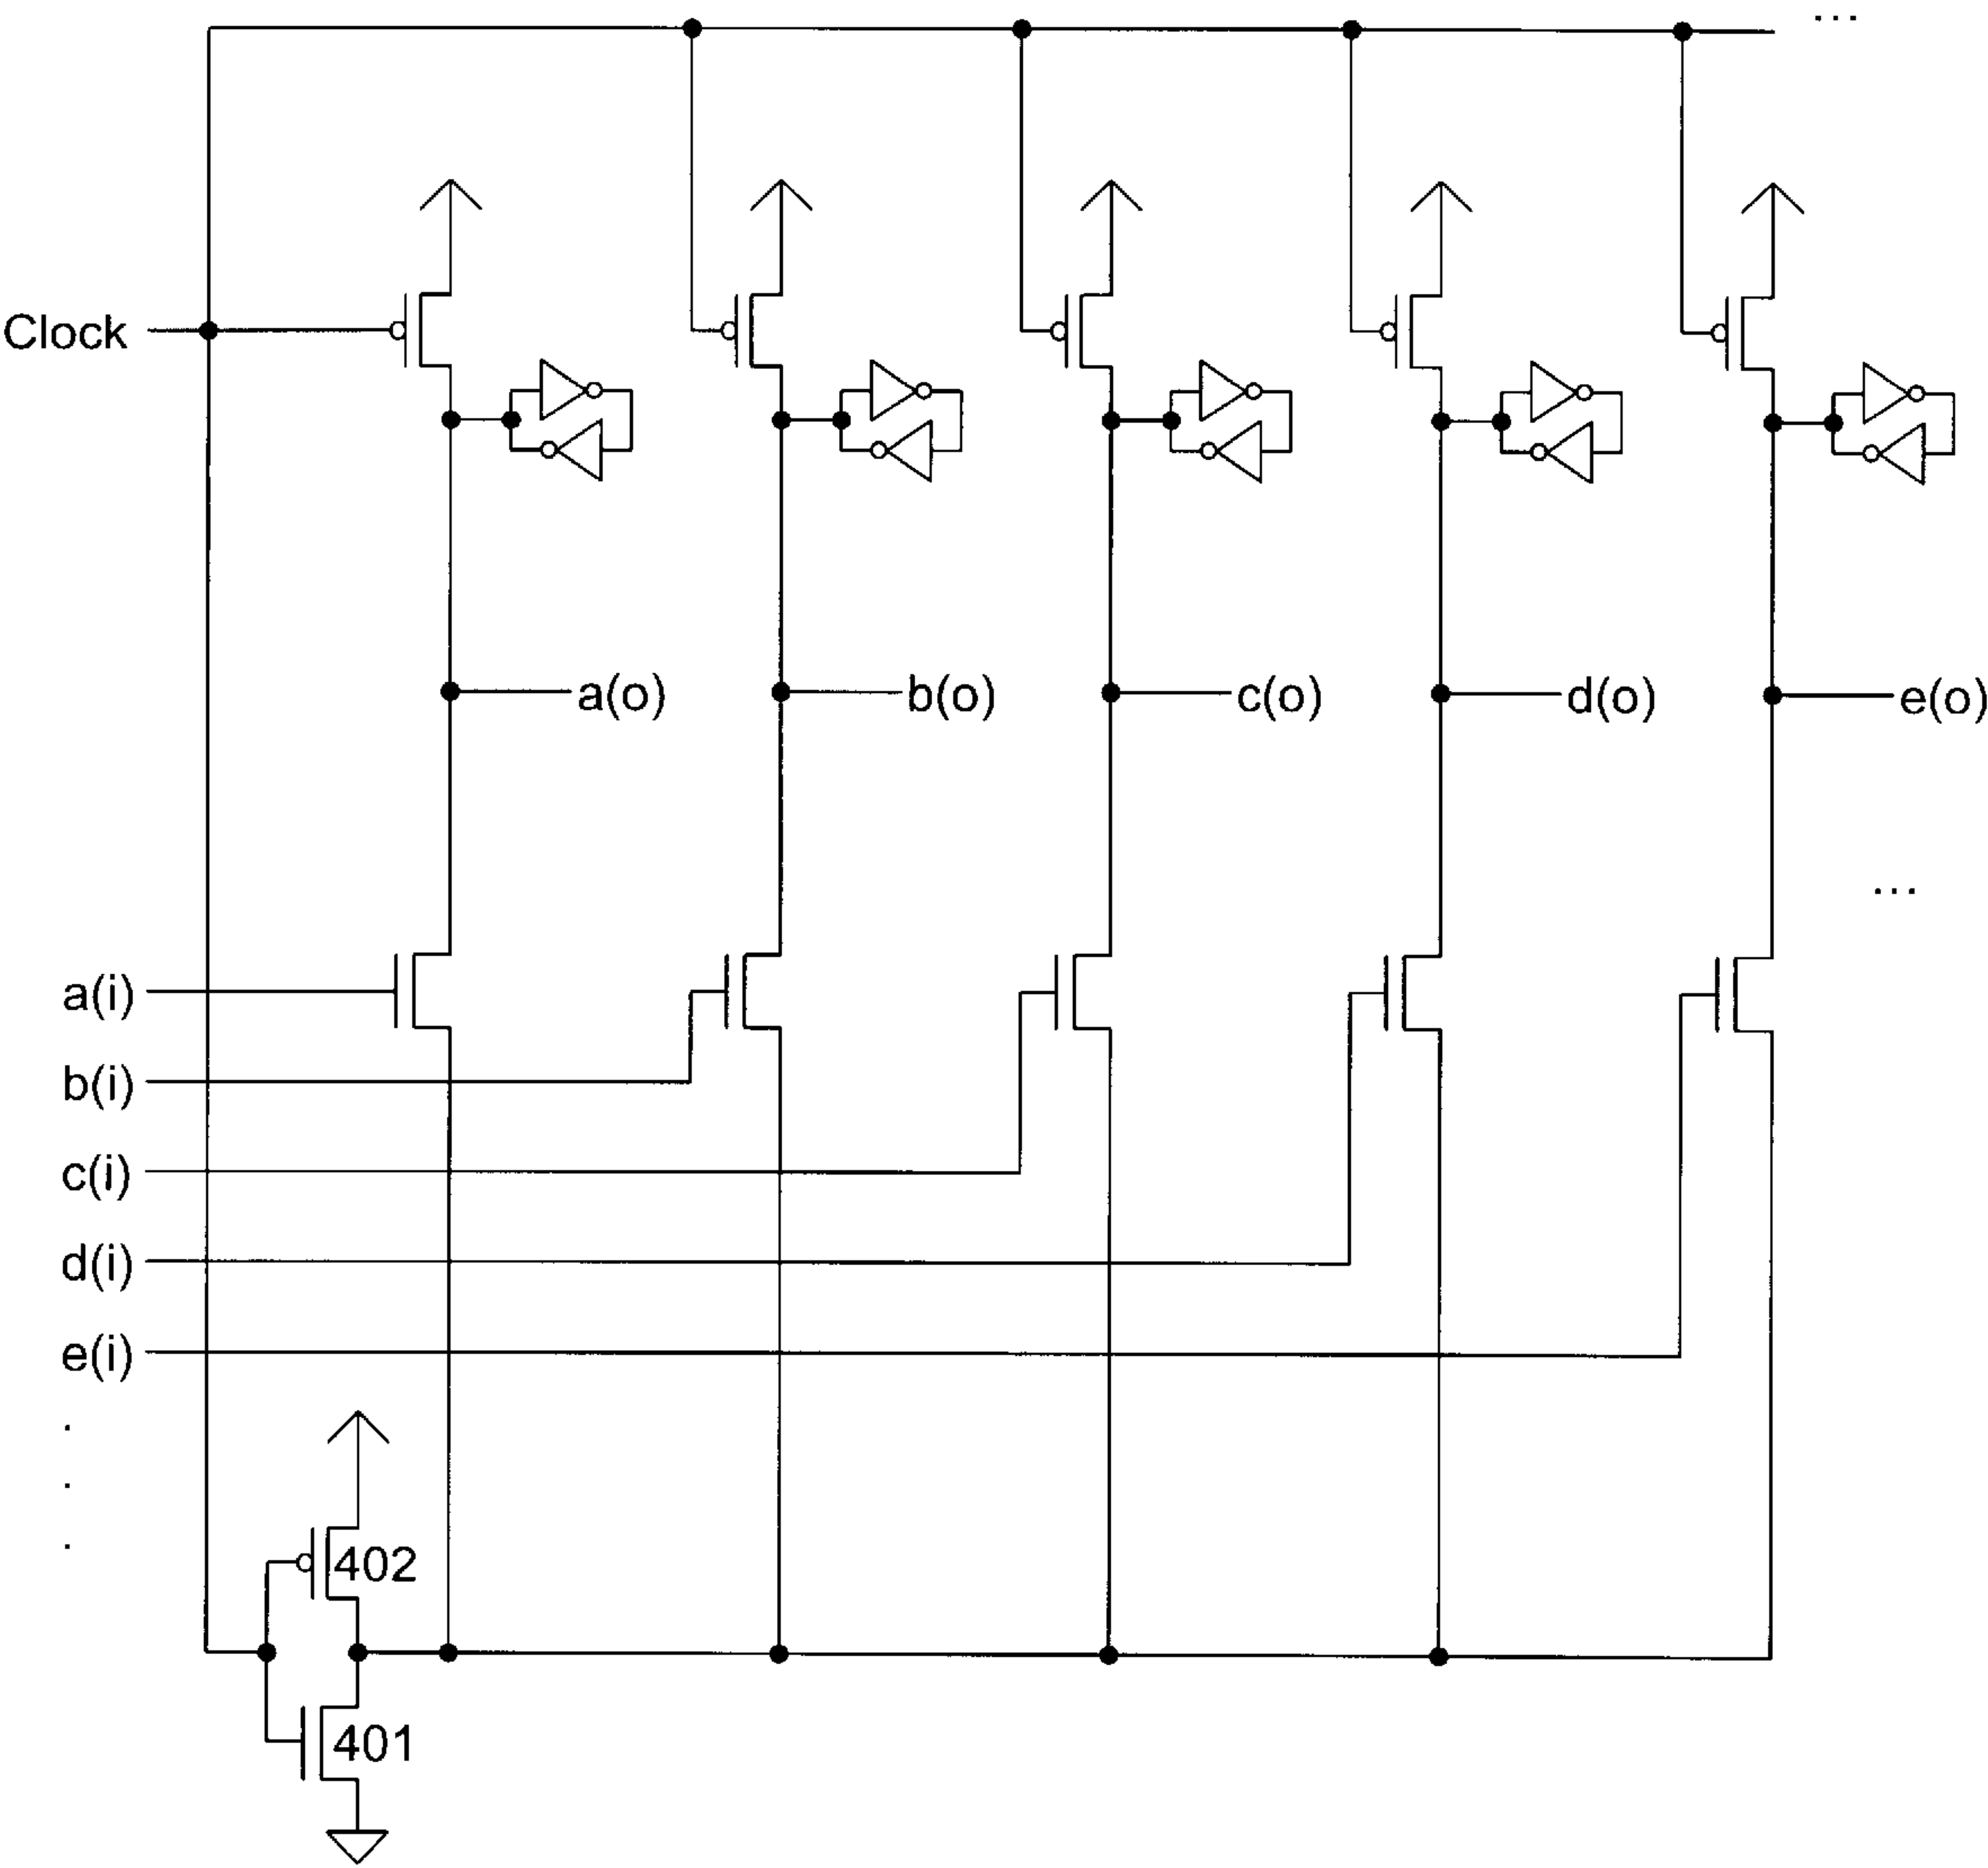 ...
Clock
a(o) b(o) c(o) d(o) e(o)
...
a(i)
b(i)
c(i)
d(i)
e(i)
.
.
.
402
401